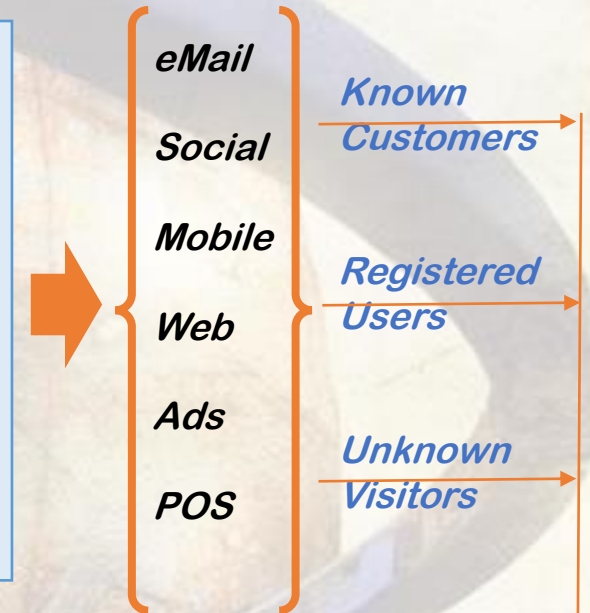 eMail
Social
Mobile
Web
Ads
POS
Known
Customers
Registered
Users
Unknown
Visitors